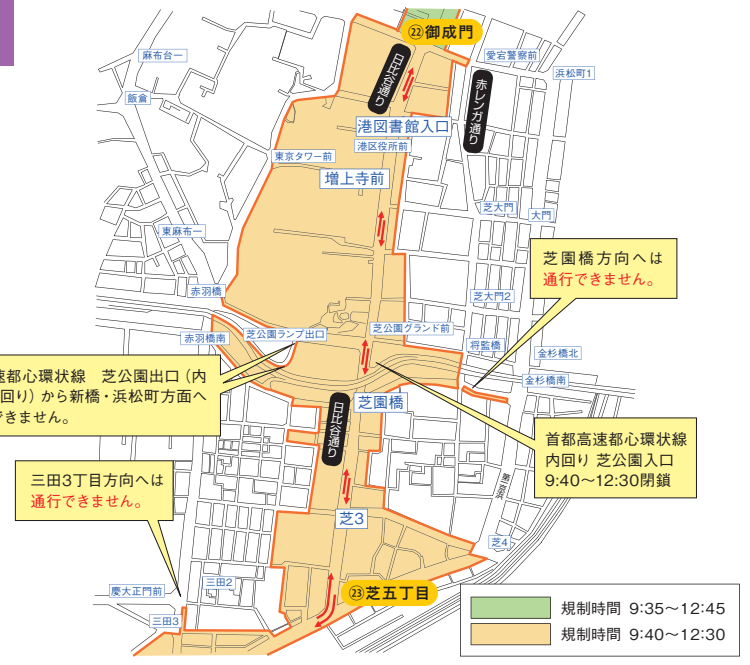 ㉒御成門
麻布台一
愛宕警察前
浜松町1
日比谷通り
赤レンガ通り
飯倉
港図書館入口
港区役所前
東京タワー前
増上寺前
芝大門
大門
東麻布一
芝園橋方向へは
通行できません。
赤羽橋
芝大門2
芝公園ランプ出口
芝公園グランド前
赤羽橋南
将監橋
金杉橋北
金杉橋南
速都心環状線 芝公園出口（内
回り）から新橋・浜松町方面へ
できません。
芝園橋
日比谷通り
首都高速都心環状線
内回り 芝公園入口
9:40〜12:30閉鎖
三田3丁目方向へは
通行できません。
第一京浜
芝3
芝4
三田2
慶大正門前
㉓芝五丁目
三田3
規制時間 9:35〜12:45
規制時間 9:40〜12:30